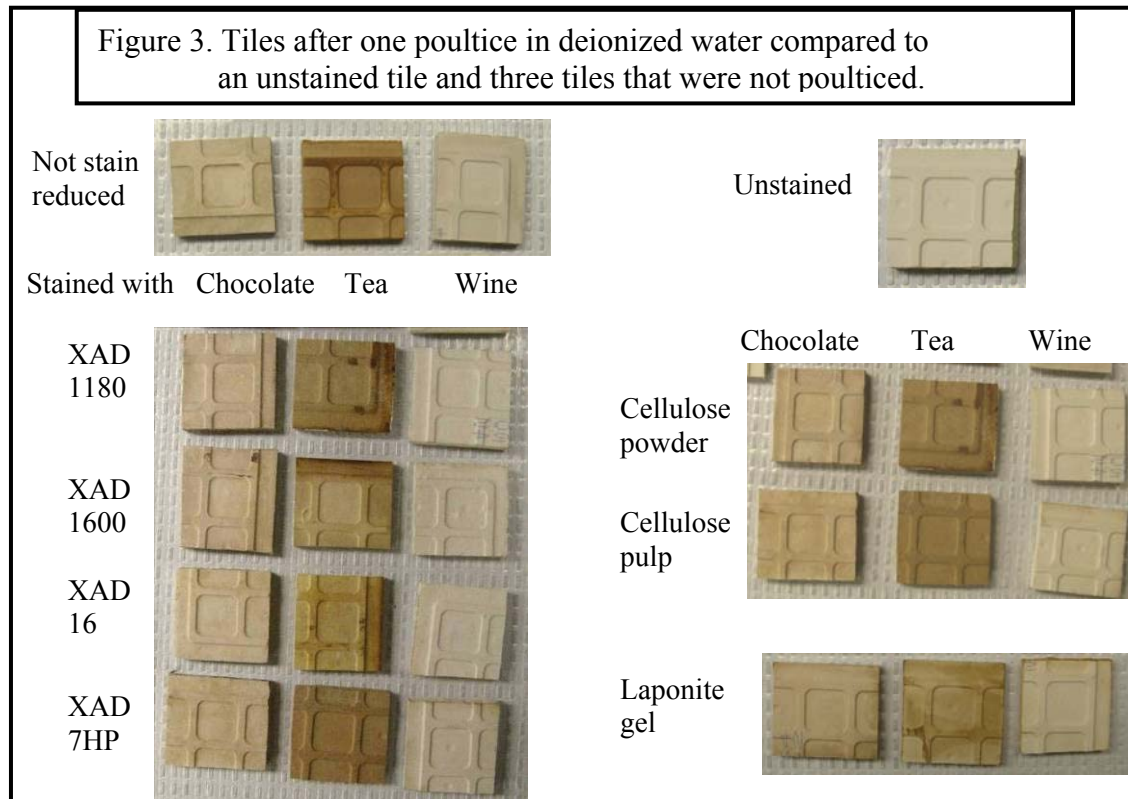 Figure 3. Tiles after one poultice in deionized water compared to
an unstained tile and three tiles that were not poulticed.
Not stain
reduced
Unstained
Stained with Chocolate Tea Wine
XAD
1180
XAD
1600
XAD
16
XAD
7HP
Chocolate Tea Wine
Cellulose
powder
Cellulose
pulp
Laponite
gel